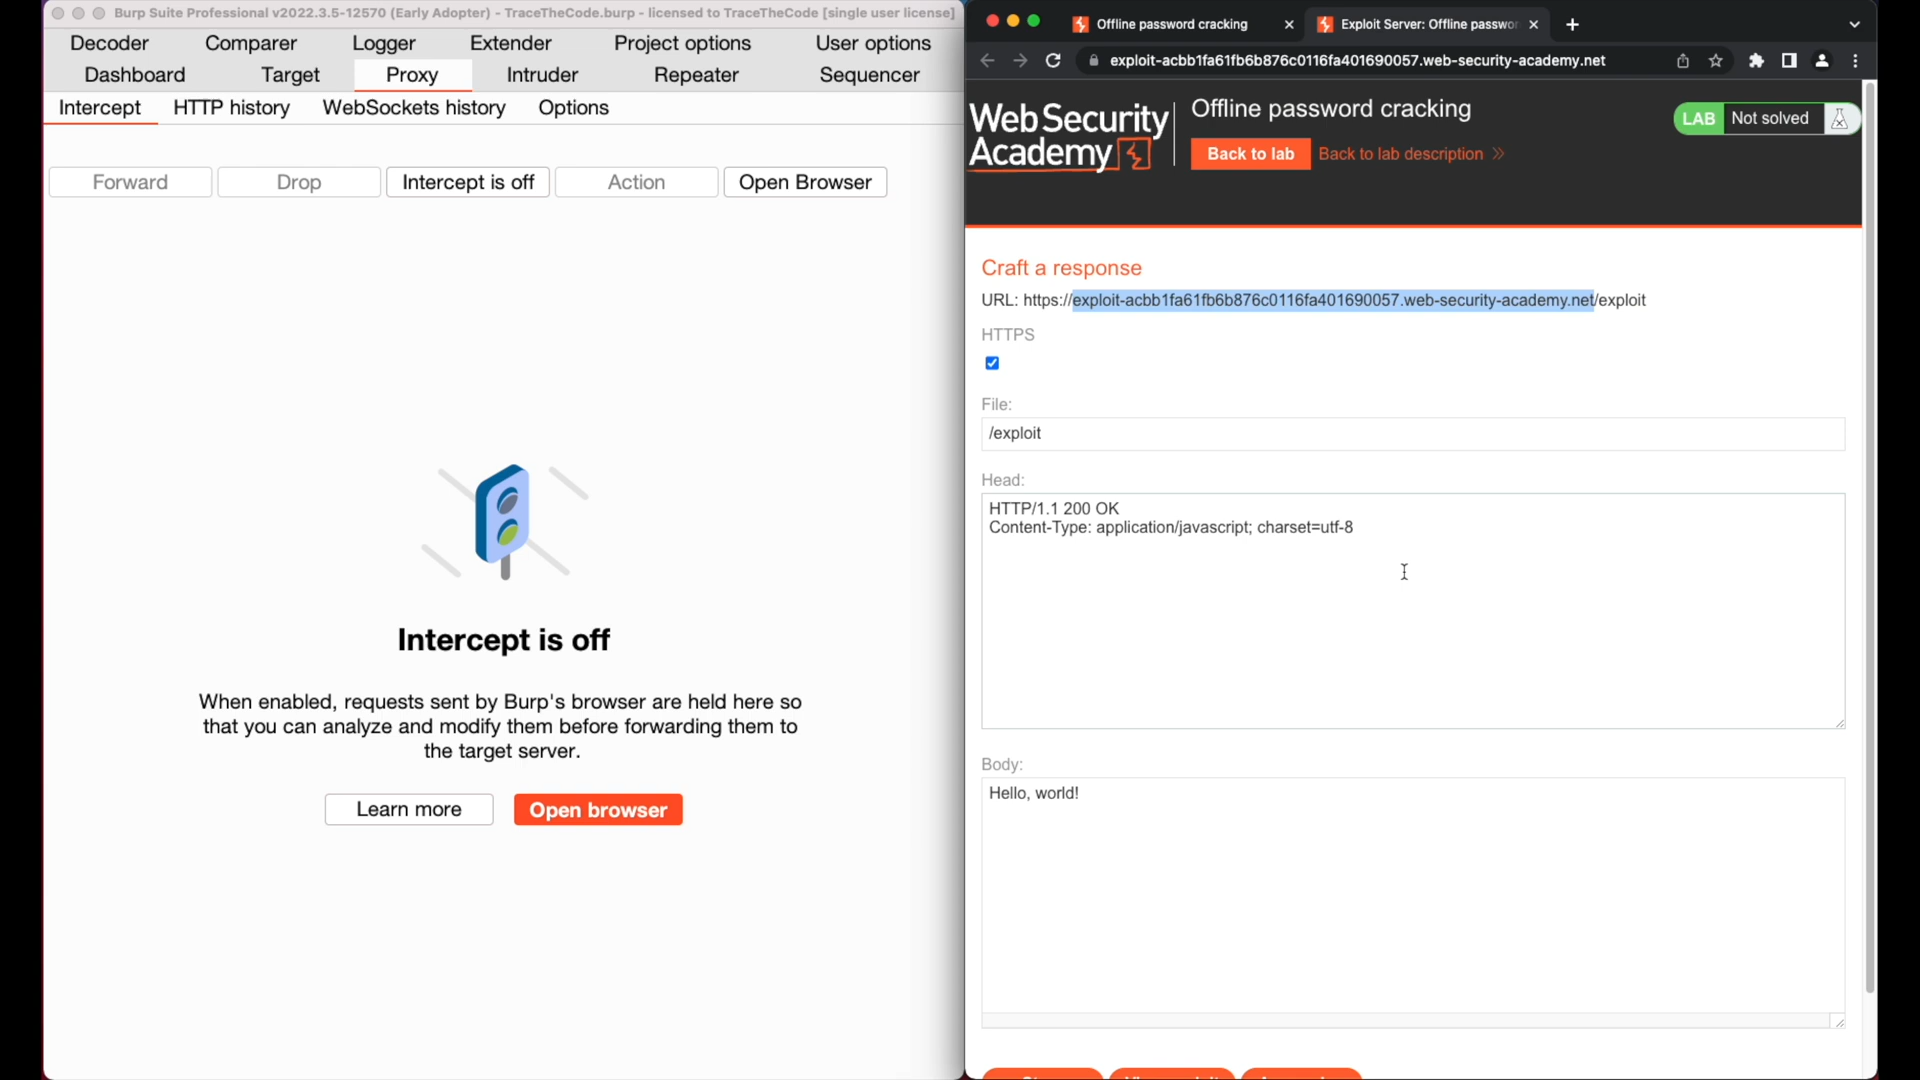 Burp Suite Professional v2022.3.5-12570 (Early Adopter) - TraceTheCode.burp - licensed to TraceTheCode [single user license]
Decoder Comparer Logger Extender Project options User options
Dashboard Target Proxy Intruder Repeater Sequencer
Intercept HTTP history WebSockets history Options
Forward Drop Intercept is off Action Open Browser
Intercept is off
When enabled, requests sent by Burp's browser are held here so
that you can analyze and modify them before forwarding them to
the target server.
Learn more Open browser
Offline password cracking Exploit Server: Offline passwo
exploit-acbb1fa61fb6b876c0116fa401690057.web-security-academy.net
WebSecurity
Academy
Offline password cracking
Back to lab Back to lab description
LAB Not solved
Craft a response
URL: https://exploit-acbb1fa61fb6b876c0116fa401690057.web-security-academy.net/exploit
HTTPS
File:
/exploit
Head:
HTTP/1.1 200 OK
Content-Type: application/javascript; charset=utf-8
Body:
Hello, world!